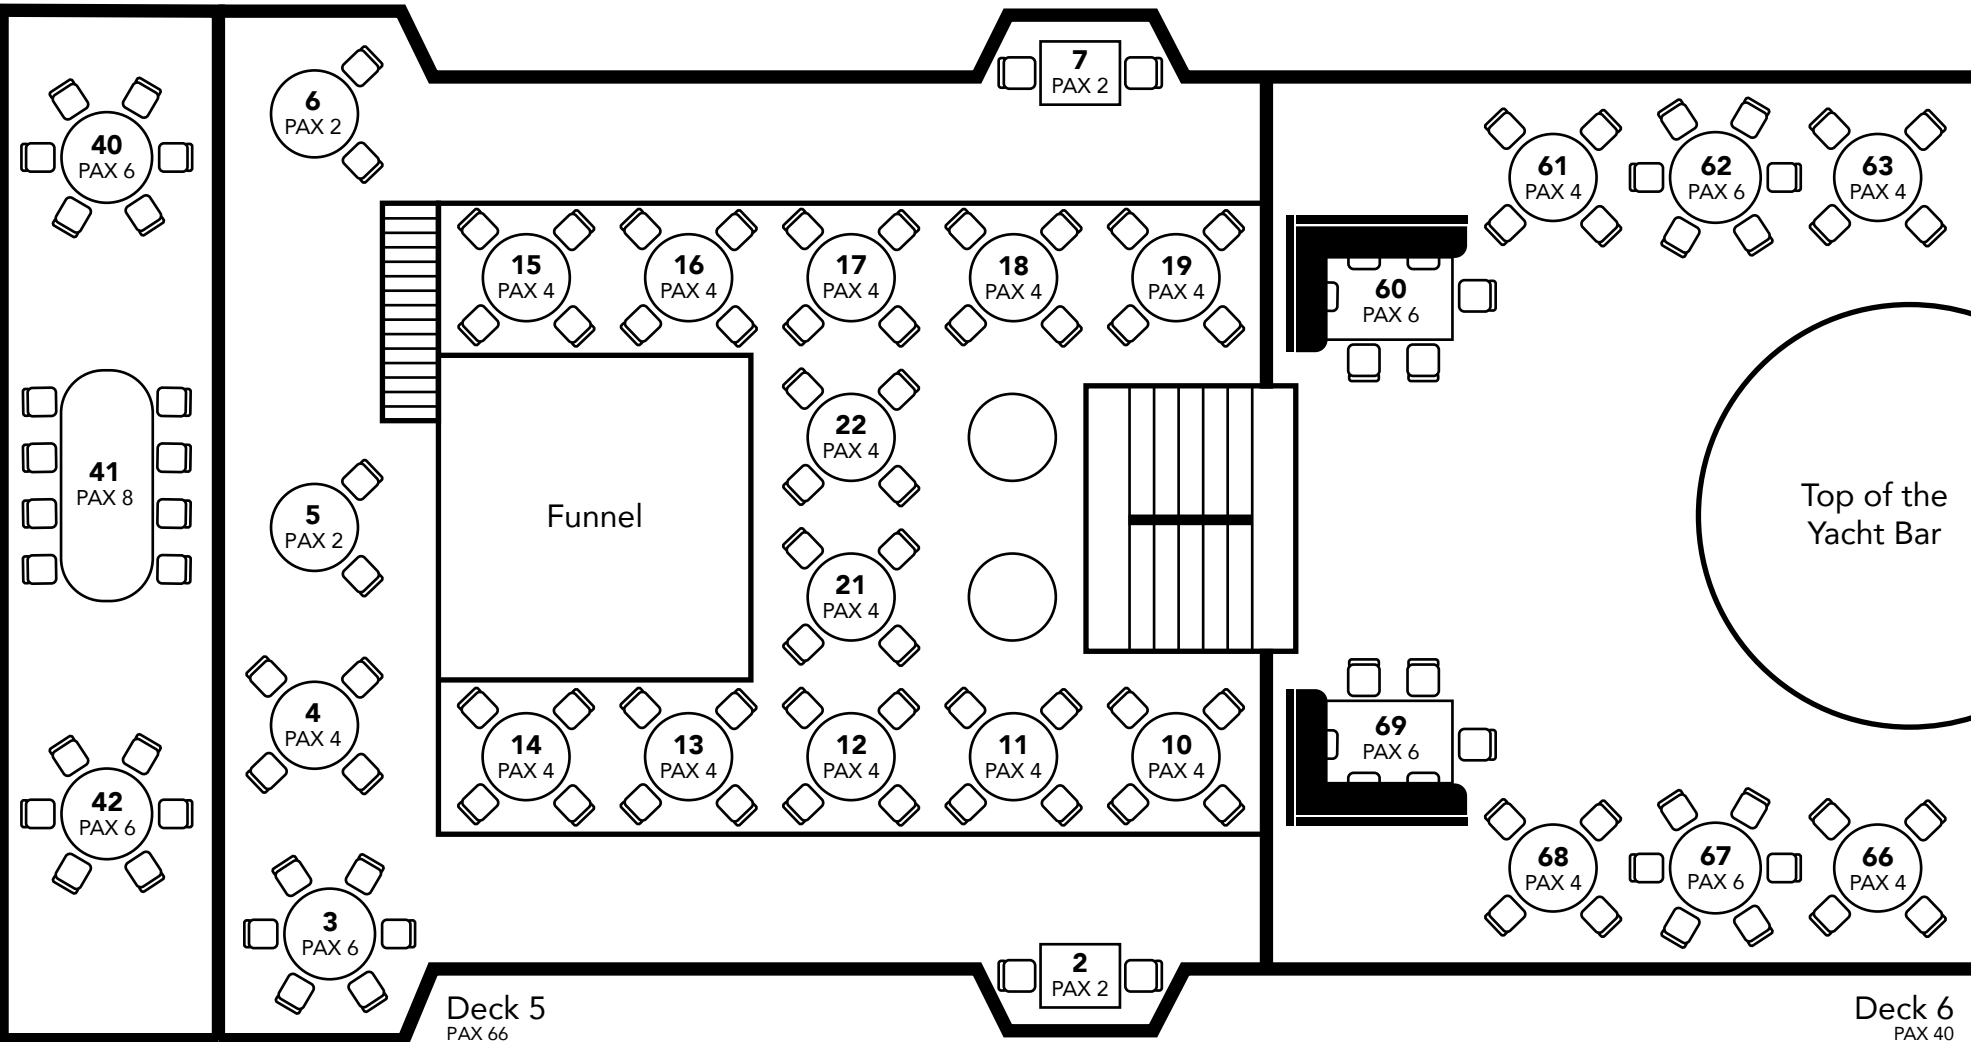 7
PAX 2
6
PAX 2
40
PAX 6
61
PAX 4
62
PAX 6
63
PAX 4
15
PAX 4
16
PAX 4
17
PAX 4
18
PAX 4
19
PAX 4
60
PAX 6
22
PAX 4
41
PAX 8
5
PAX 2
Funnel
Top of the
Yacht Bar
21
PAX 4
4
PAX 4
14
PAX 4
13
PAX 4
12
PAX 4
11
PAX 4
10
PAX 4
69
PAX 6
42
PAX 6
68
PAX 4
67
PAX 6
66
PAX 4
3
PAX 6
2
PAX 2
Deck 5
PAX 66
Deck 6
PAX 40